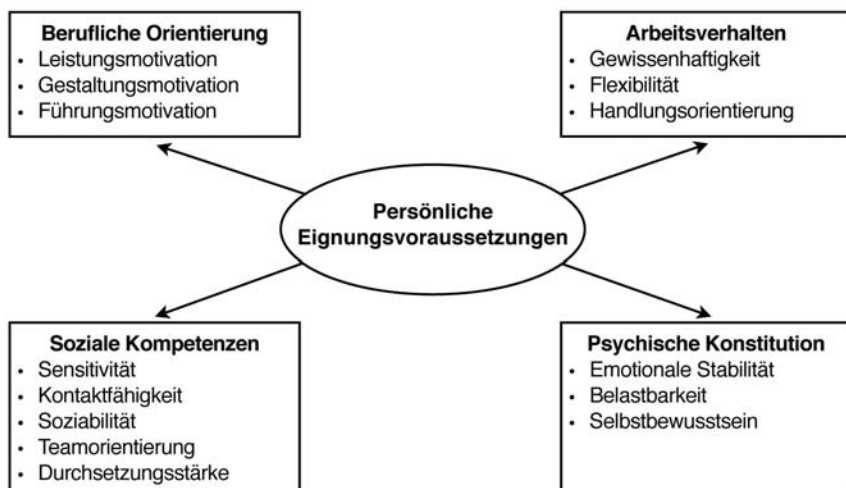 Berufliche Orientierung
• Leistungsmotivation
• Gestaltungsmotivation
• Führungsmotivation
Arbeitsverhalten
• Gewissenhaftigkeit
• Flexibilität
• Handlungsorientierung
Persönliche
Eignungsvoraussetzungen
Soziale Kompetenzen
• Sensitivität
• Kontaktfähigkeit
• Soziabilität
• Teamorientierung
• Durchsetzungsstärke
Psychische Konstitution
• Emotionale Stabilität
• Belastbarkeit
• Selbstbewusstsein